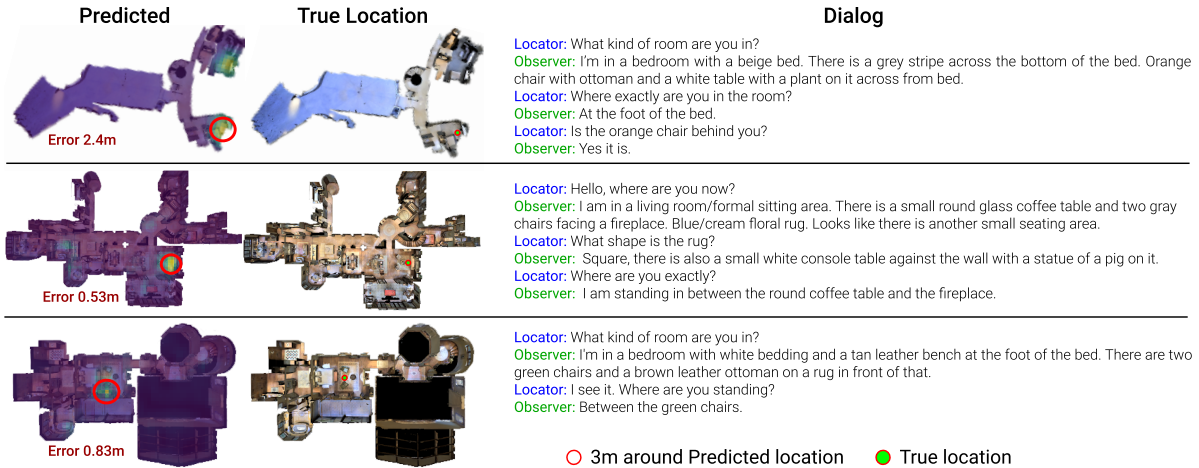 Predicted
True Location
Dialog
Locator: What kind of room are you in?
Observer: I'm in a bedroom with a beige bed. There is a grey stripe across the bottom of the bed. Orange
chair with ottoman and a white table with a plant on it across from bed.
Locator: Where exactly are you in the room?
Observer: At the foot of the bed.
Locator: Is the orange chair behind you?
Observer: Yes it is.
Error 2.4m
Locator: Hello, where are you now?
Observer: I am in a living room/formal sitting area. There is a small round glass coffee table and two gray
chairs facing a fireplace. Blue/cream floral rug. Looks like there is another small seating area.
Locator: What shape is the rug?
Observer: Square, there is also a small white console table against the wall with a statue of a pig on it.
Locator: Where are you exactly?
Observer: I am standing in between the round coffee table and the fireplace.
Error 0.53m
Locator: What kind of room are you in?
Observer: I'm in a bedroom with white bedding and a tan leather bench at the foot of the bed. There are two
green chairs and a brown leather ottoman on a rug in front of that.
Locator: I see it. Where are you standing?
Observer: Between the green chairs.
Error 0.83m
3m around Predicted location
True location